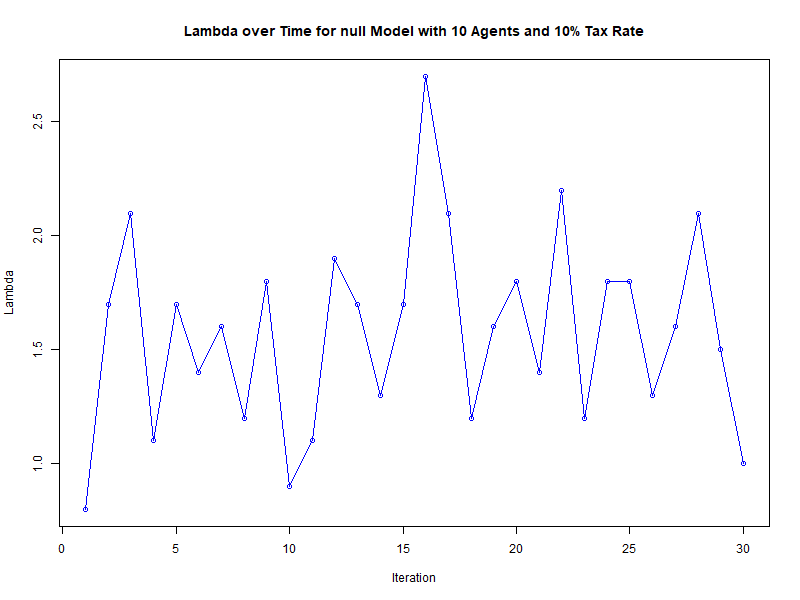 Lambda over Time for null Model with 10 Agents and 10% Tax Rate
2.5
2.0
1.5
1.0
Lambda
0 5 10 15 20 25 30
Iteration